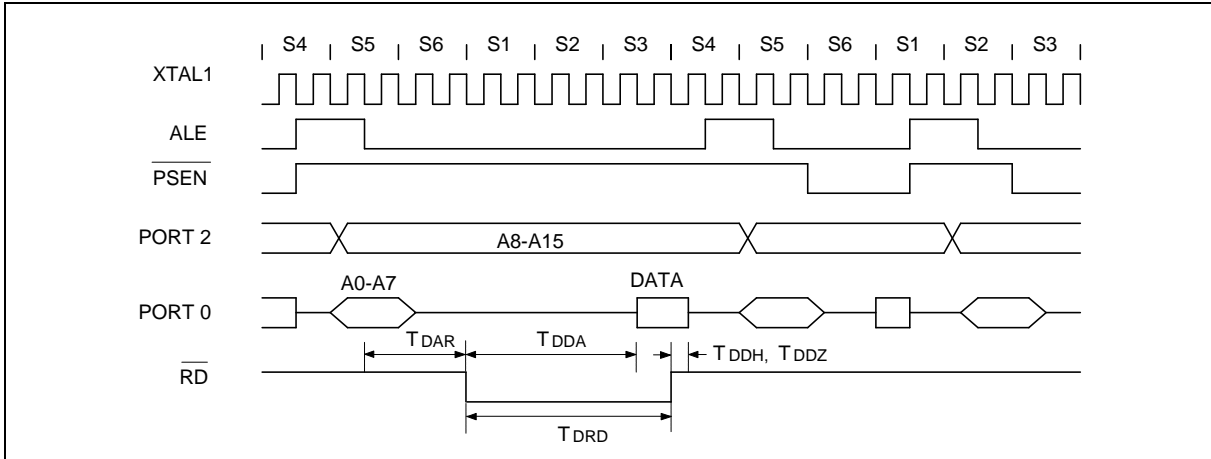 S4 S5 S6 S1 S2 S3 S4 S5 S6 S1 S2 S3
XTAL1
ALE
PSEN
PORT 2
A8-A15
A0-A7
DATA
PORT 0
TDAR
TDDA
TDDH, TDDZ
RD
TDRD